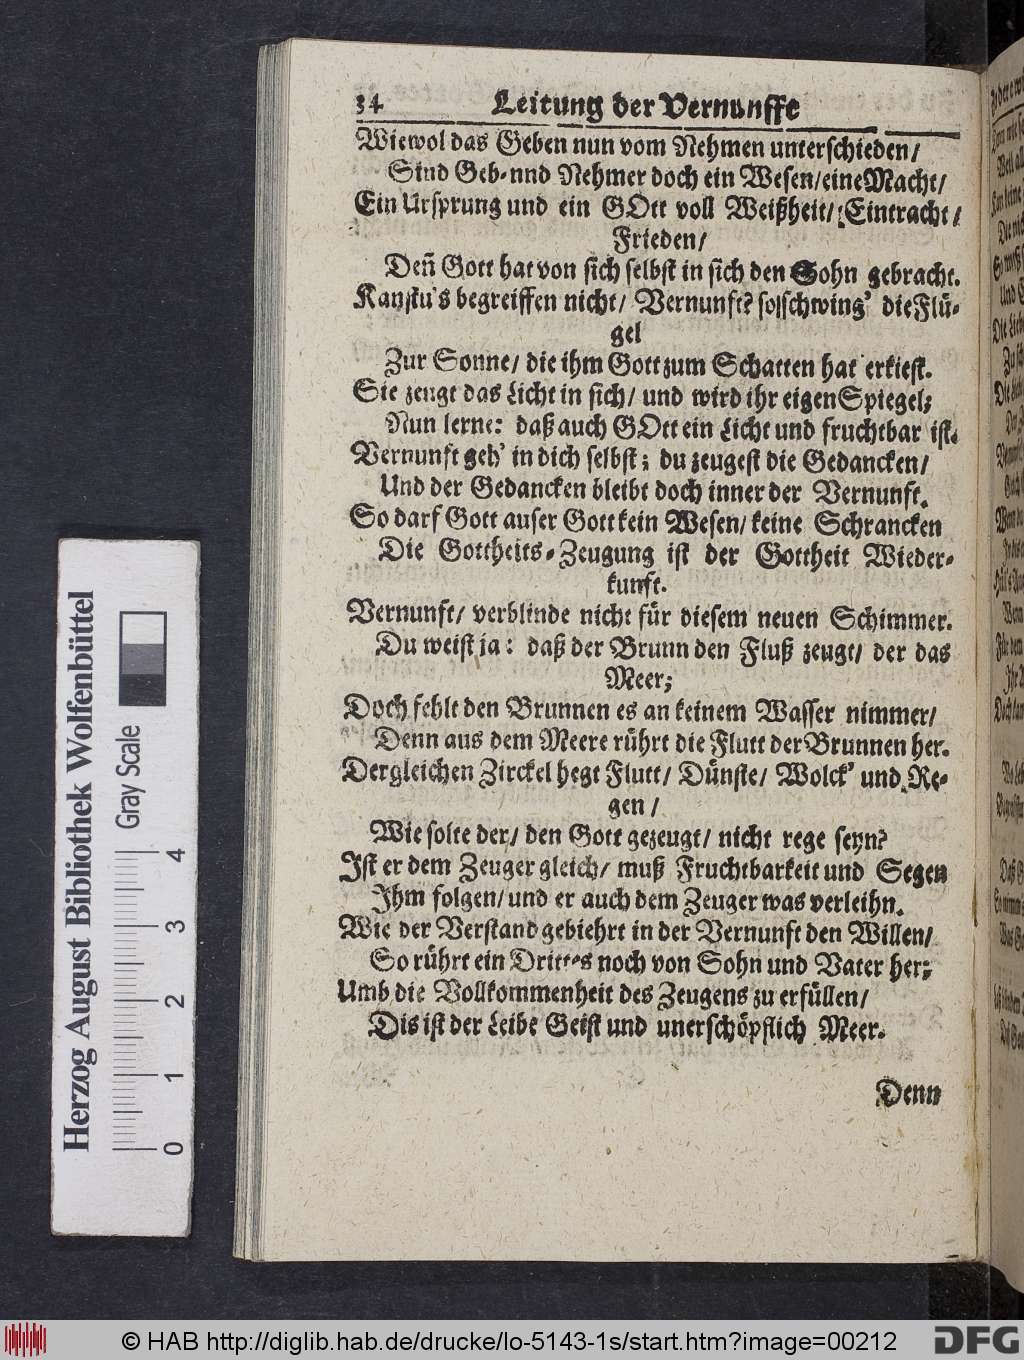 34 Leitung der Vernunffe
Wiewol das Geben nun vom Nehmen unterschieden/
Sind Geb- nnd Nehmer doch ein Wesen/ eine Macht/
Ein Ursprung und ein GOtt voll Weißheit/ Eintracht/
Frieden/
Deñ Gott hat von sich selbst in sich den Sohn gebracht.
Kanstu's begreiffen nicht/ Vernunft? so schwing' die Flü-
gel
Zur Sonne/ die ihm Gott zum Schatten hat erkiest.
Sie zeugt das Licht in sich/ und wird ihr eigen Spiegel;
Nun lerne: daß auch GOtt ein Licht und fruchtbar ist.
Vernunft geh' in dich selbst; du zeugest die Gedancken/
Und der Gedancken bleibt doch inner der Vernunft.
So darf Gott auser Gott kein Wesen/ keine Schrancken
Die Gottheits-Zeugung ist der Gottheit Wieder-
kunft.
Vernunft/ verblinde nicht für diesem neuen Schimmer.
Du weist ja: daß der Brunn den Fluß zeugt/ der das
Meer;
Doch fehlt den Brunnen es an keinem Wasser nimmer/
Denn aus dem Meere rührt die Flutt der Brunnen her.
Dergleichen Zirckel hegt Flutt/ Dünste/ Wolck' und Re-
gen/
Wie solte der/ den Gott gezeugt/ nicht rege seyn?
Ist er dem Zeuger gleich/ muß Fruchtbarkeit und Segen
Ihm folgen/ und er auch dem Zeuger was verleihn.
Wie der Verstand gebiehrt in der Vernunft den Willen/
So rührt ein Drittes noch von Sohn und Vater her;
Umb die Vollkommenheit des Zeugens zu erfüllen/
Dis ist der Leibe Geist und unerschöpflich Meer.
Denn
Herzog August Bibliothek Wolfenbüttel
Gray Scale
0 1 2 3 4
© HAB http://diglib.hab.de/drucke/lo-5143-1s/start.htm?image=00212
DFG